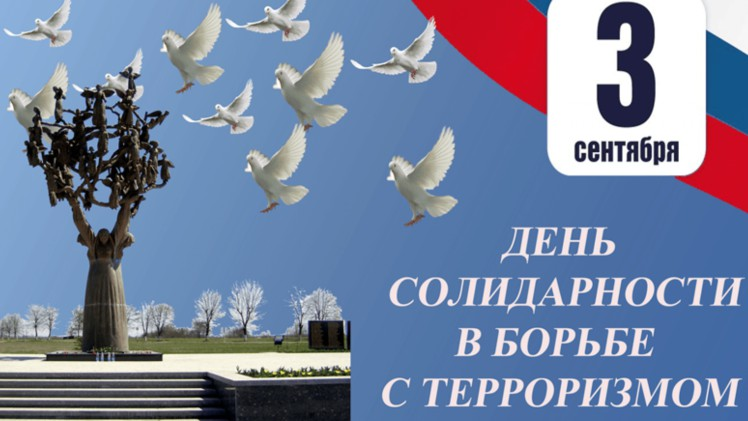 3
сентября
ДЕНЬ
СОЛИДАРНОСТИ
В БОРЬБЕ
С ТЕРРОРИЗМОМ